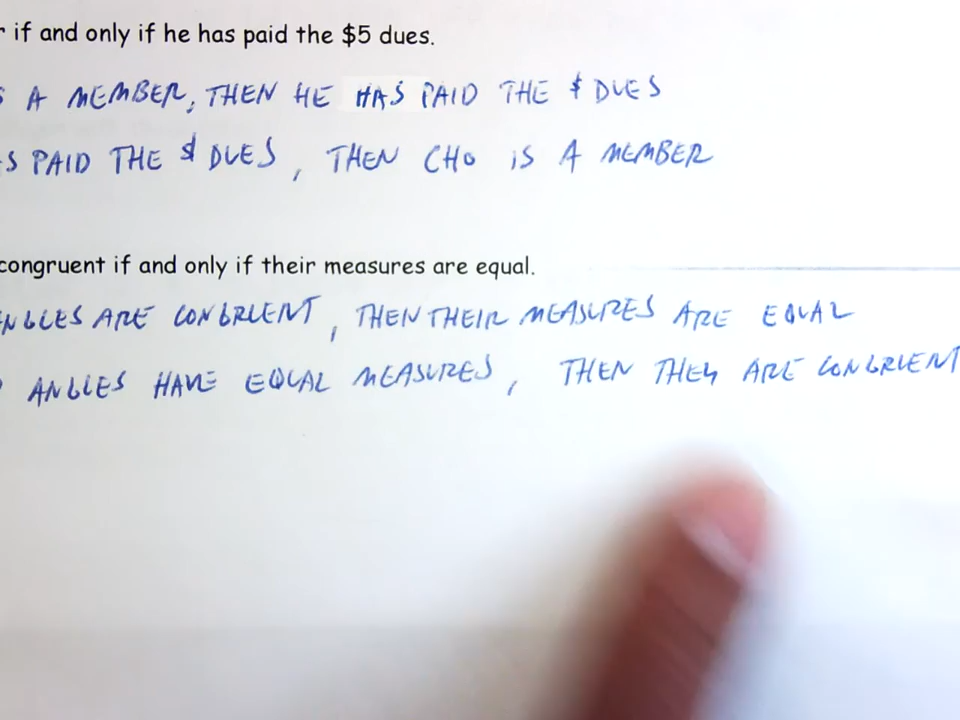 if and only if he has paid the $5 dues.
A MEMBER, THEN HE HAS PAID THE $ DUES
PAID THE $ DUES, THEN CHO IS A MEMBER
congruent if and only if their measures are equal.
ARE CONGRUENT, THEN THEIR MEASURES ARE EQUAL
ANGLES HAVE EQUAL MEASURES, THEN THEY ARE CONGRUENT